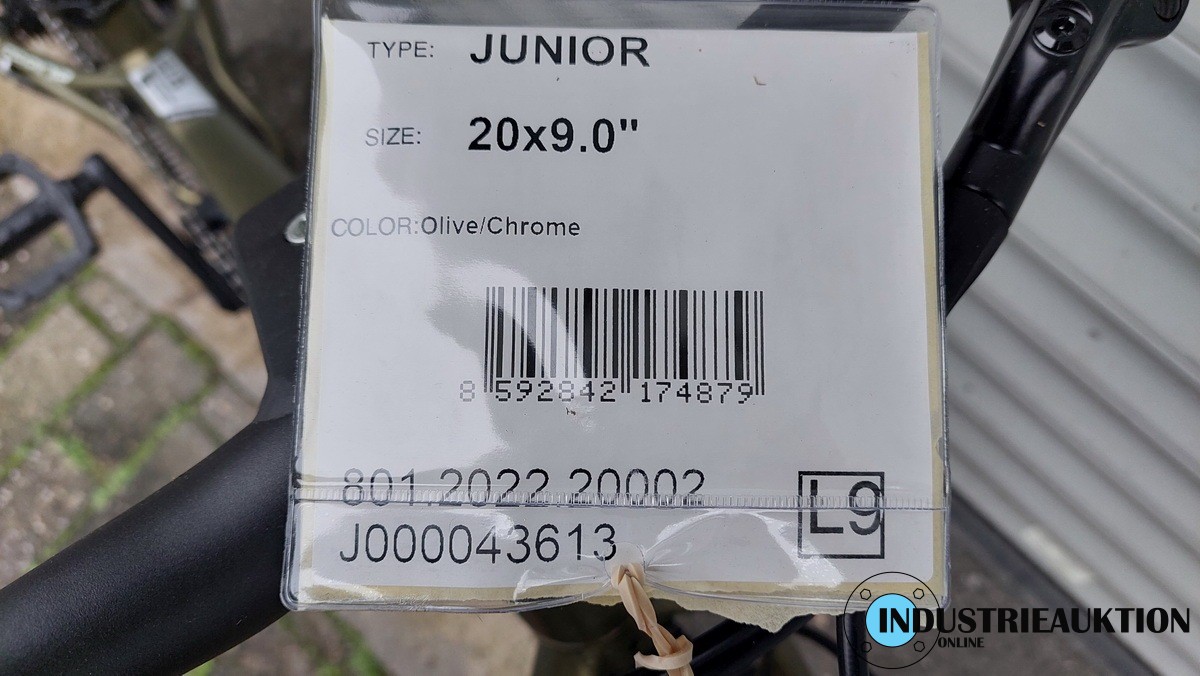 TYPE: JUNIOR
SIZE: 20x9.0"
COLOR:Olive/Chrome
8 592842 174879
801.2022.20002
J000043613
L9
INDUSTRIEAUKTION
ONLINE